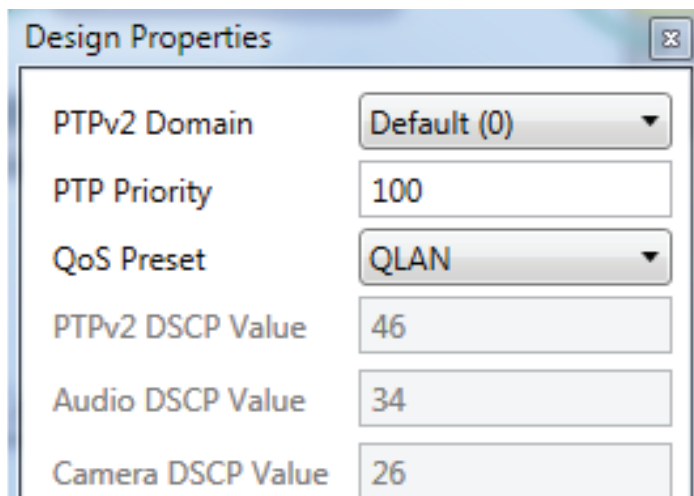 Design Properties
PTPv2 Domain Default (0)
PTP Priority 100
QoS Preset QLAN
PTPv2 DSCP Value 46
Audio DSCP Value 34
Camera DSCP Value 26